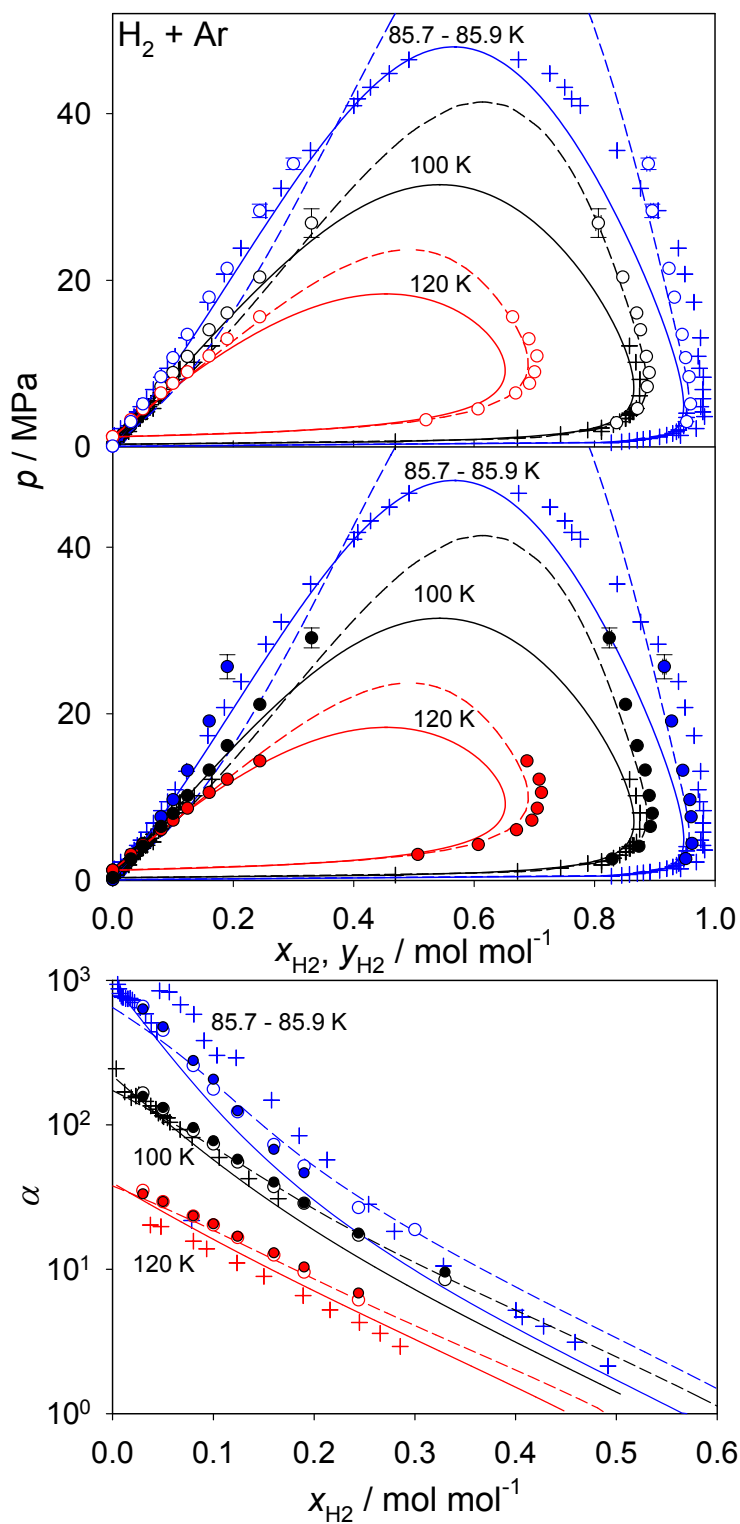 H₂ + Ar
85.7 - 85.9 K
100 K
120 K
p / MPa
40
20
0
85.7 - 85.9 K
100 K
120 K
40
20
0
0.0 0.2 0.4 0.6 0.8 1.0
x_H2, y_H2 / mol mol⁻¹
10³
10²
10¹
10⁰
α
85.7 - 85.9 K
100 K
120 K
0.0 0.1 0.2 0.3 0.4 0.5 0.6
x_H2 / mol mol⁻¹